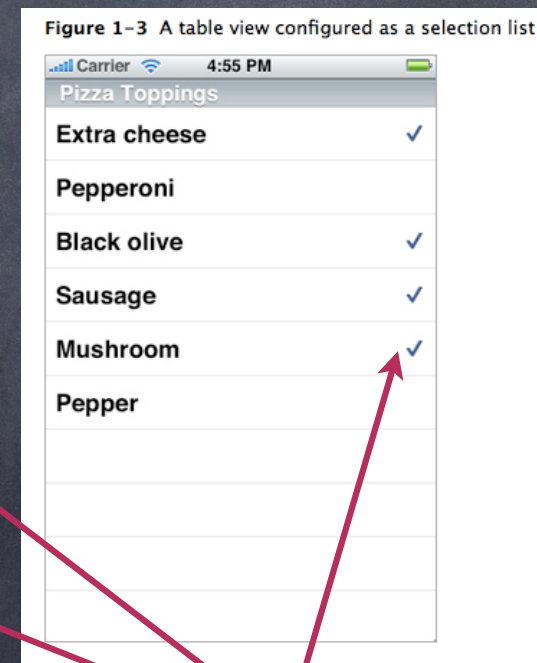 Figure 1–3 A table view configured as a selection list
Carrier 4:55 PM
Pizza Toppings
Extra cheese
Pepperoni
Black olive
Sausage
Mushroom
Pepper